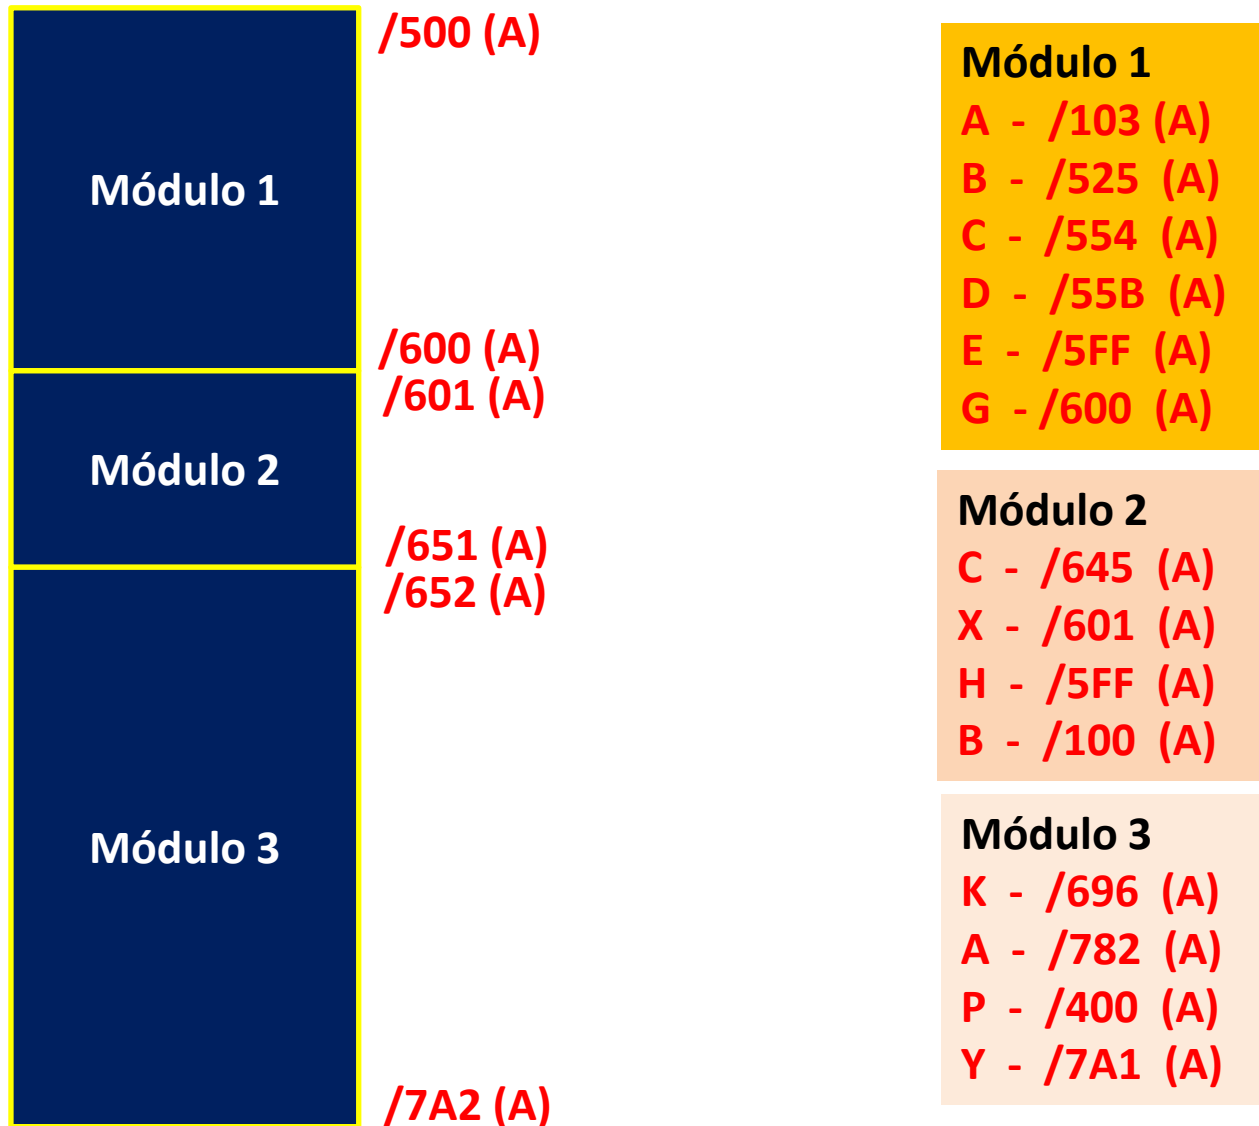 Módulo 1
/500 (A)
/600 (A)
Módulo 2
/601 (A)
/651 (A)
Módulo 3
/652 (A)
/7A2 (A)
Módulo 1
A - /103 (A)
B - /525 (A)
C - /554 (A)
D - /55B (A)
E - /5FF (A)
G - /600 (A)
Módulo 2
C - /645 (A)
X - /601 (A)
H - /5FF (A)
B - /100 (A)
Módulo 3
K - /696 (A)
A - /782 (A)
P - /400 (A)
Y - /7A1 (A)